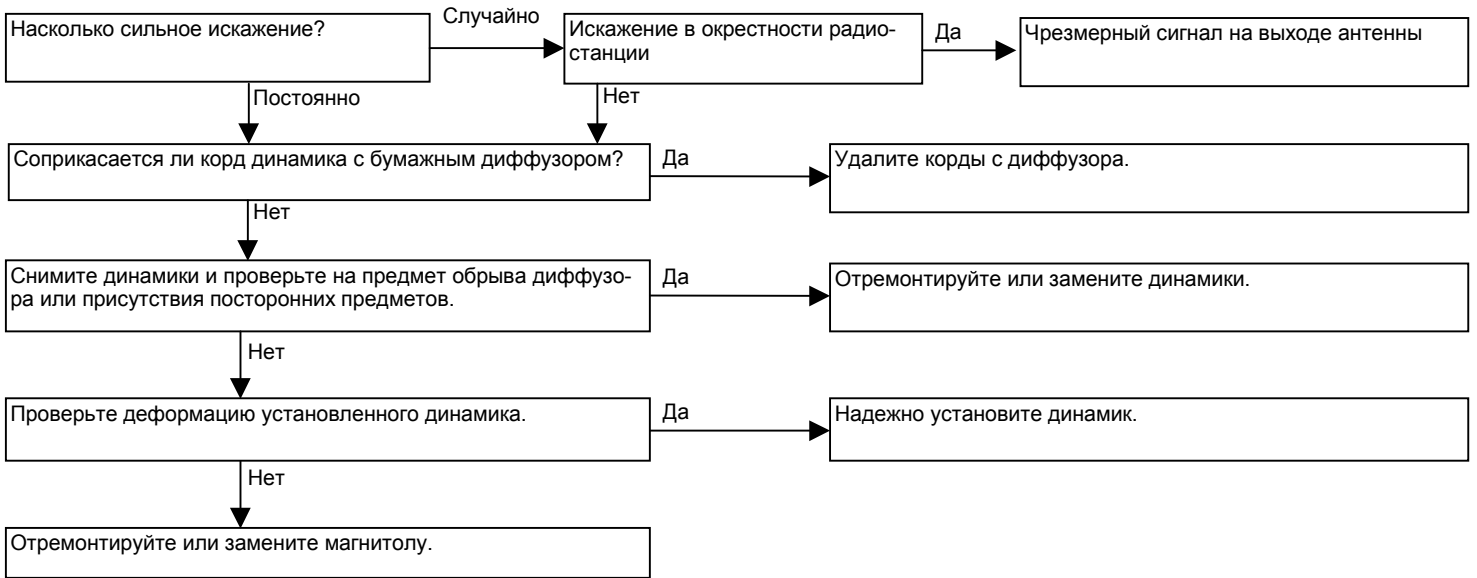 Насколько сильное искажение?
Случайно
Искажение в окрестности радио-
станции
Да
Чрезмерный сигнал на выходе антенны
Постоянно
Нет
Соприкасается ли корд динамика с бумажным диффузором?
Да
Удалите корды с диффузора.
Нет
Снимите динамики и проверьте на предмет обрыва диффузо-
ра или присутствия посторонних предметов.
Да
Отремонтируйте или замените динамики.
Нет
Проверьте деформацию установленного динамика.
Да
Надежно установите динамик.
Нет
Отремонтируйте или замените магнитолу.